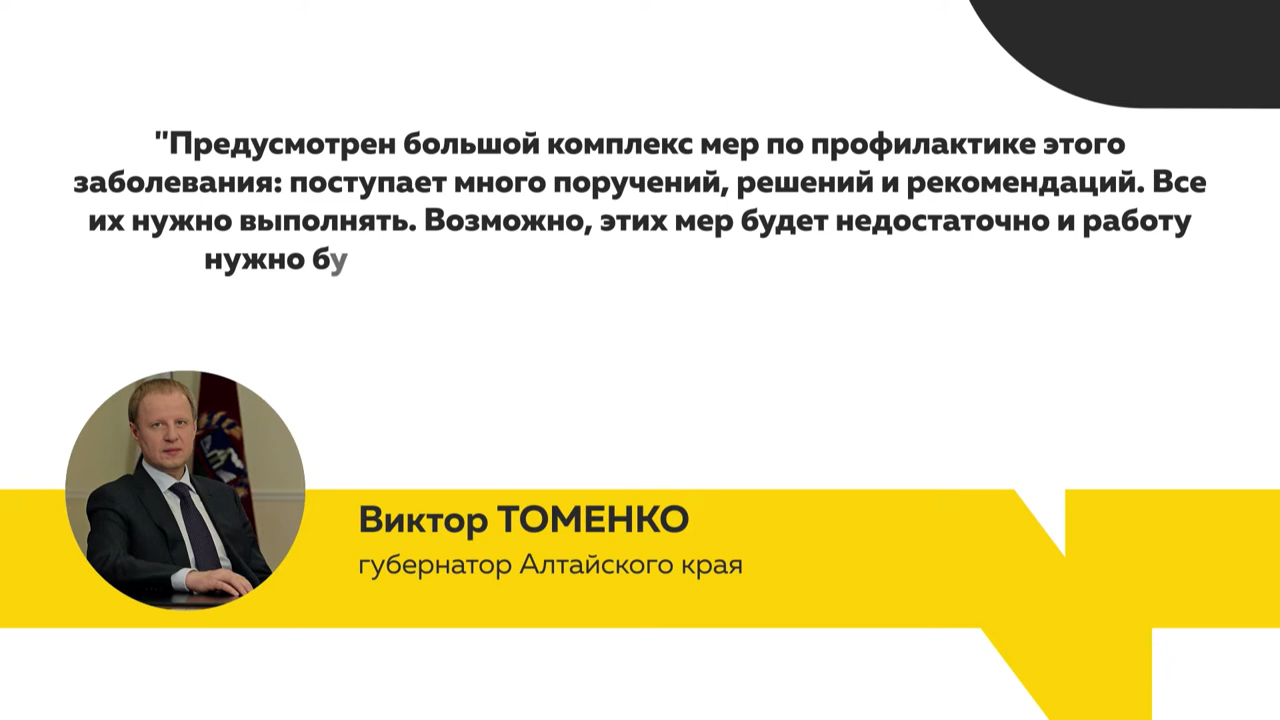 "Предусмотрен большой комплекс мер по профилактике этого
заболевания: поступает много поручений, решений и рекомендаций. Все
их нужно выполнять. Возможно, этих мер будет недостаточно и работу
нужно бу
Виктор ТОМЕНКО
губернатор Алтайского края